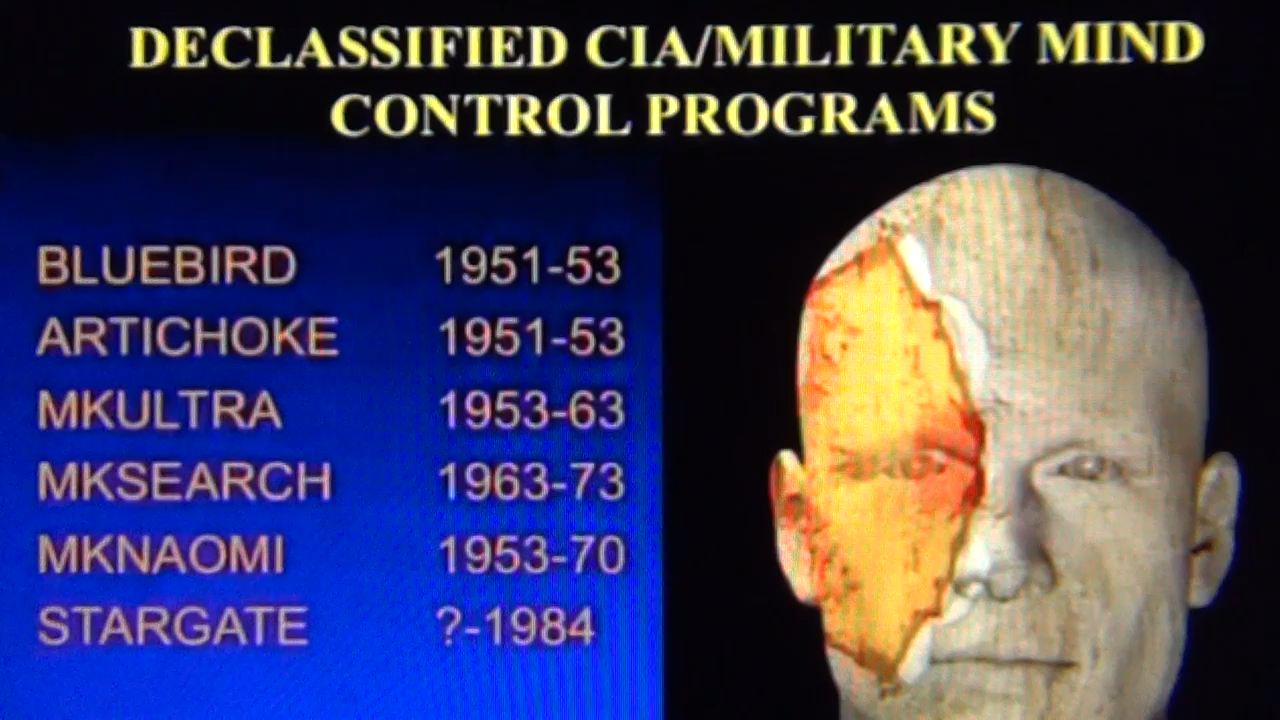 DECLASSIFIED CIA/MILITARY MIND
CONTROL PROGRAMS
BLUEBIRD 1951-53
ARTICHOKE 1951-53
MKULTRA 1953-63
MKSEARCH 1963-73
MKNAOMI 1953-70
STARGATE ?-1984